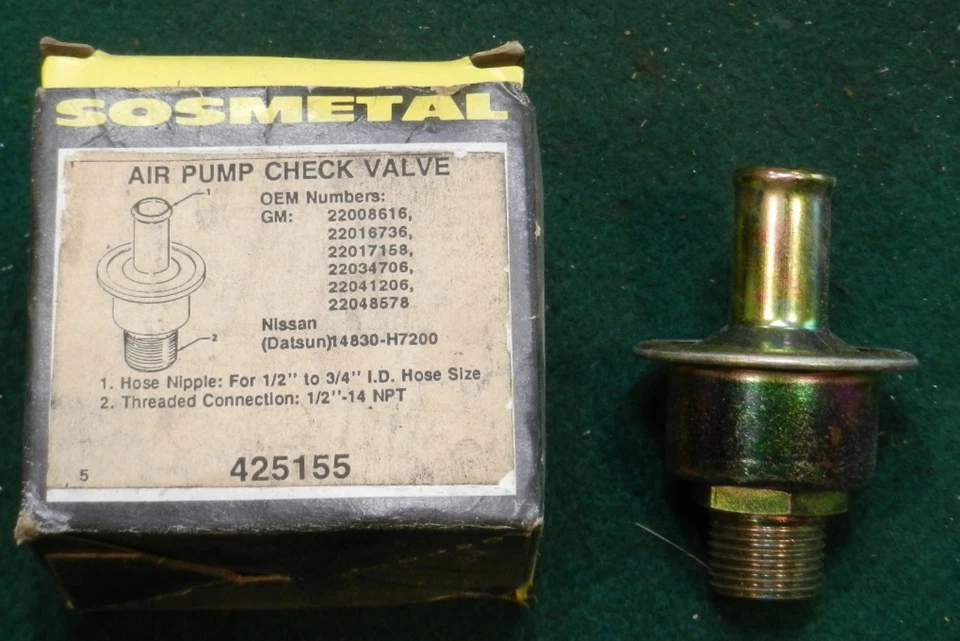 SOSMETAL
AIR PUMP CHECK VALVE
1
OEM Numbers:
GM: 22008616,
22016736,
22017158,
22034706,
22041206,
22048578
2
Nissan
(Datsun)14830-H7200
1. Hose Nipple: For 1/2" to 3/4" I.D. Hose Size
2. Threaded Connection: 1/2"-14 NPT
5
425155